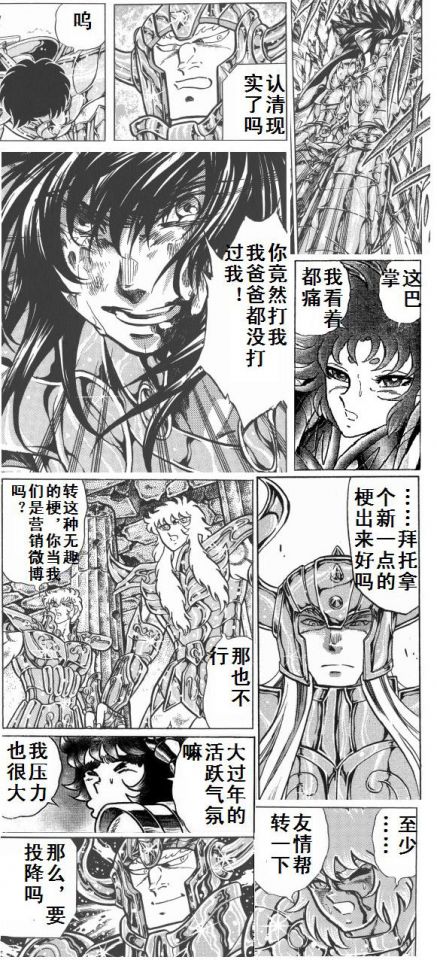 认清现
实了吗
呜
你竟然打我
我爸爸都没打
过我！
这巴
掌
我看着
都痛
……拜托拿
个新一点的
梗出来好吗
转这种无趣
的梗，你当我
们是营销微博
吗？
那也不
行
大过年的
活跃气氛
嘛
我压力
也很大
至少
……
友情帮
转一下
那么，要
投降吗